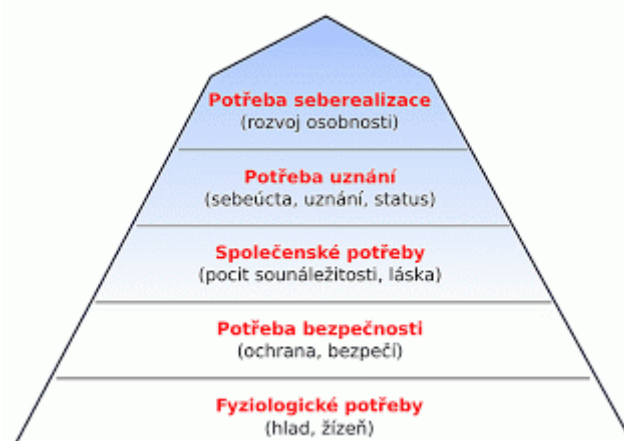 Potřeba seberealizace
(rozvoj osobnosti)
Potřeba uznání
(sebeúcta, uznání, status)
Společenské potřeby
(pocit sounáležitosti, láska)
Potřeba bezpečnosti
(ochrana, bezpečí)
Fyziologické potřeby
(hlad, žízeň)